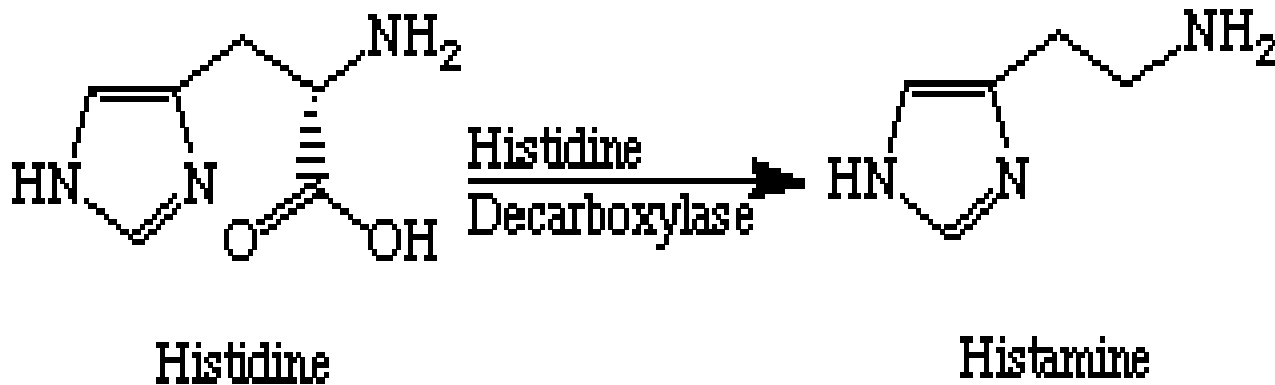 NH₂
HN
N
O
OH
Histidine
Decarboxylase
NH₂
HN
N
Histidine
Histamine